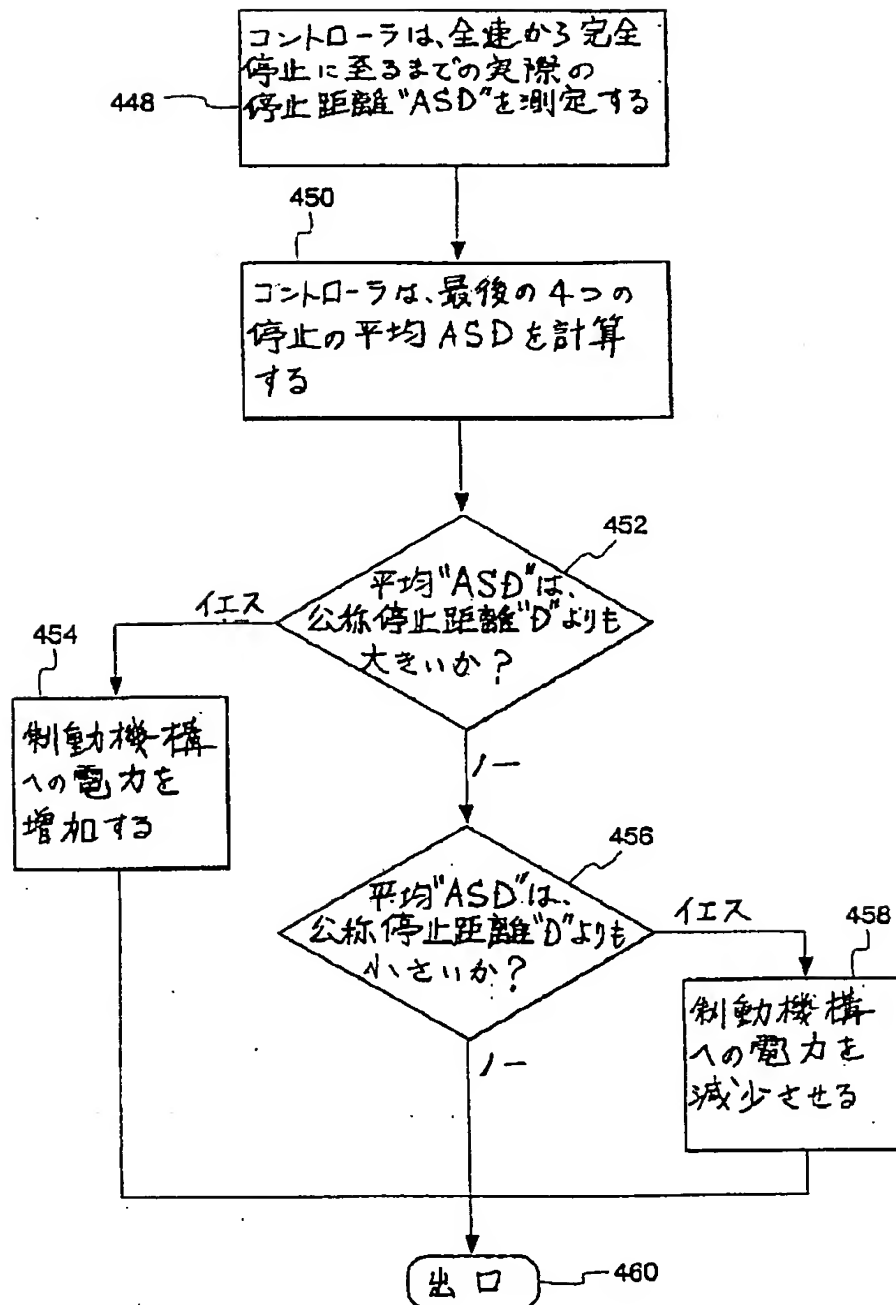 コントローラは、全速から完全
停止に至るまでの実際の
停止距離"ASD"を測定する
448
450
コントローラは、最後の4つの
停止の平均ASDを計算
する
452
平均"ASD"は、
公称停止距離"D"よりも
大きいか?
イエス
454
制動機構
への電力を
増加する
ノー
456
平均"ASD"は、
公称停止距離"D"よりも
小さいか?
イエス
458
制動機構
への電力を
減少させる
ノー
出口
460